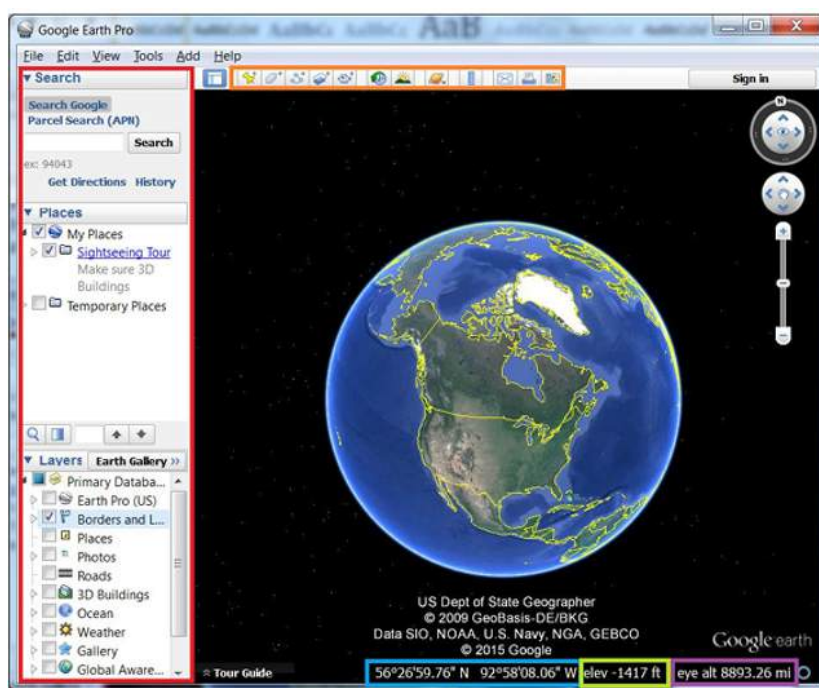 Google Earth Pro
File Edit View Tools Add Help
Search
Sign in
Search Google
Parcel Search (APN)
Search
ex: 94043
Get Directions History
Places
My Places
Sightseeing Tour
Make sure 3D
Buildings
Temporary Places
Layers Earth Gallery >>
Primary Databa...
Earth Pro (US)
Borders and L...
Places
Photos
Roads
3D Buildings
Ocean
Weather
Gallery
Global Aware...
N
US Dept of State Geographer
© 2009 GeoBasis-DE/BKG
Data SIO, NOAA, U.S. Navy, NGA, GEBCO
© 2015 Google
Google earth
Tour Guide
56°26'59.76" N 92°58'08.06" W elev -1417 ft eye alt 8893.26 mi